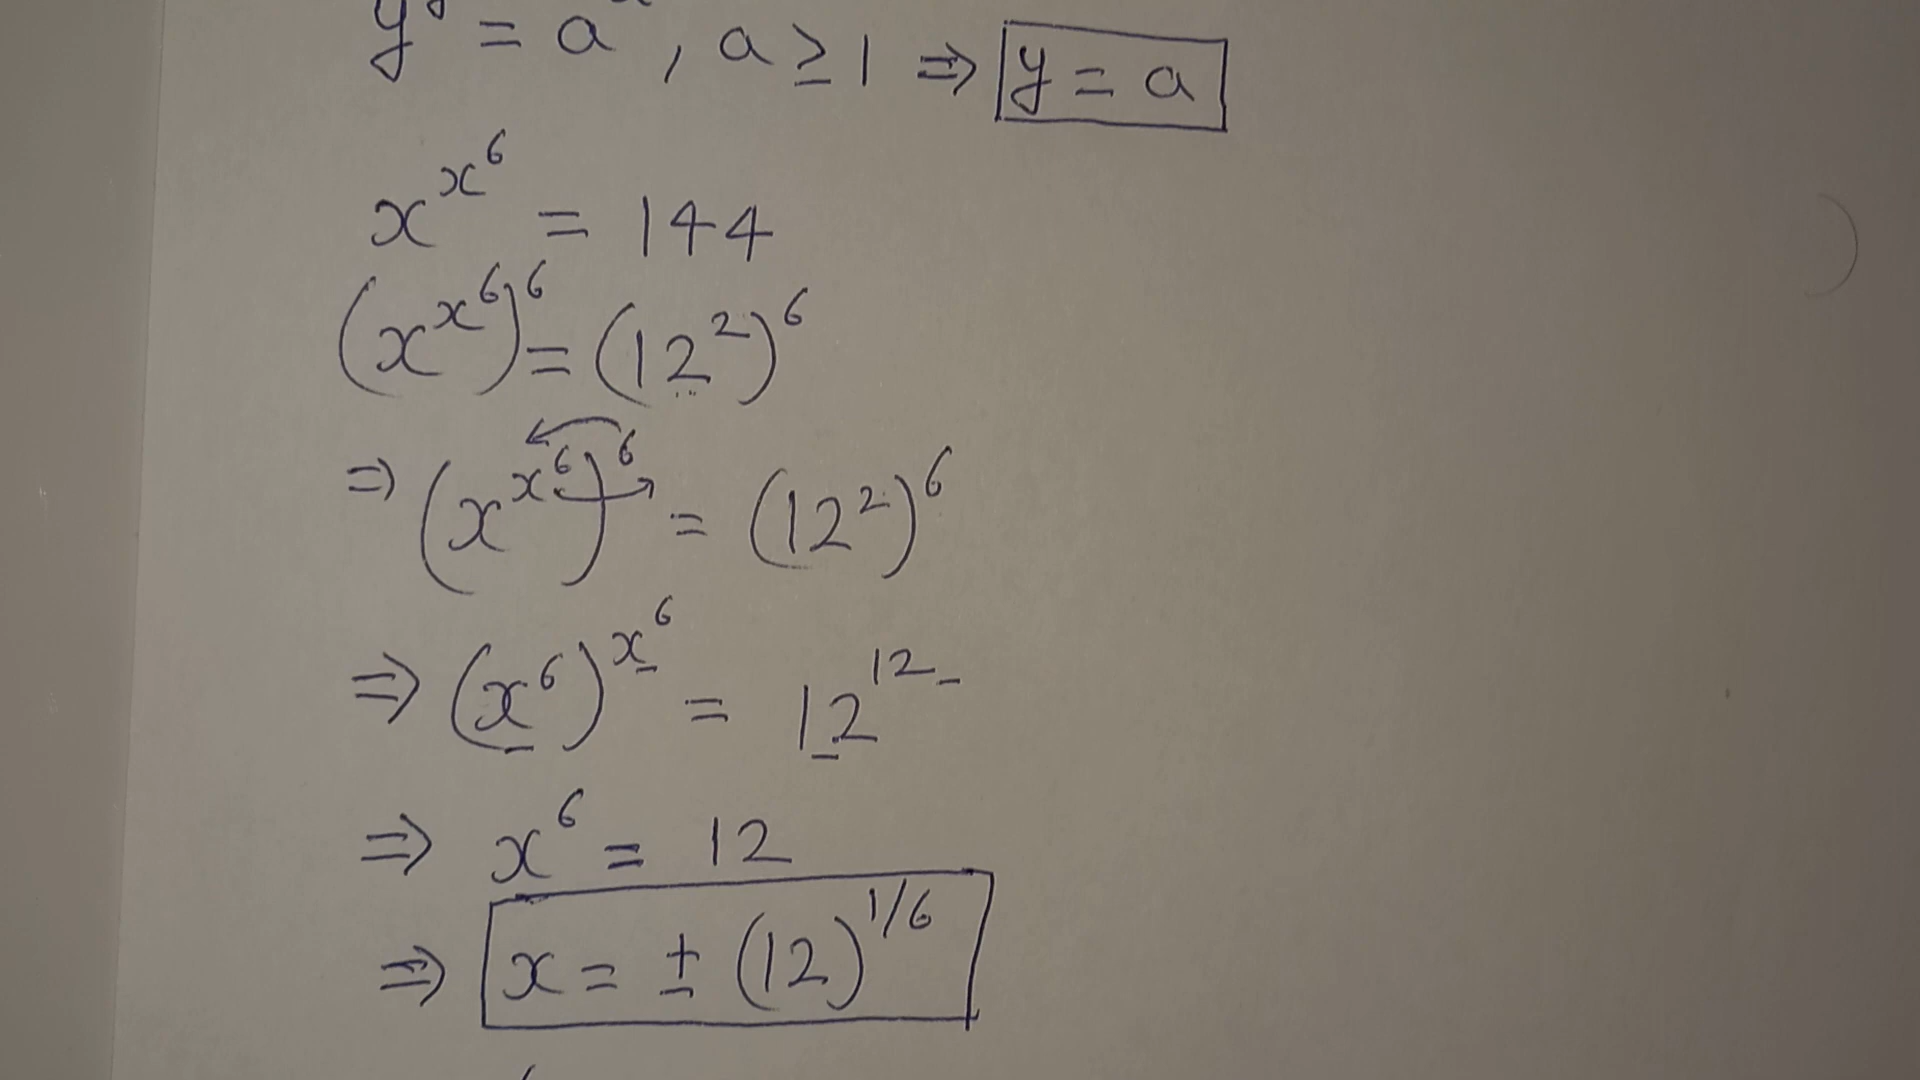 y^y = a^a, a ≥ 1 ⇒ y = a
x^{x^6} = 144
(x^{x^6})^6 = (12^2)^6
⇒ (x^{x^6})^6 = (12^2)^6
⇒ (x^6)^{x^6} = 12^{12}
⇒ x^6 = 12
⇒ x = ± (12)^{1/6}